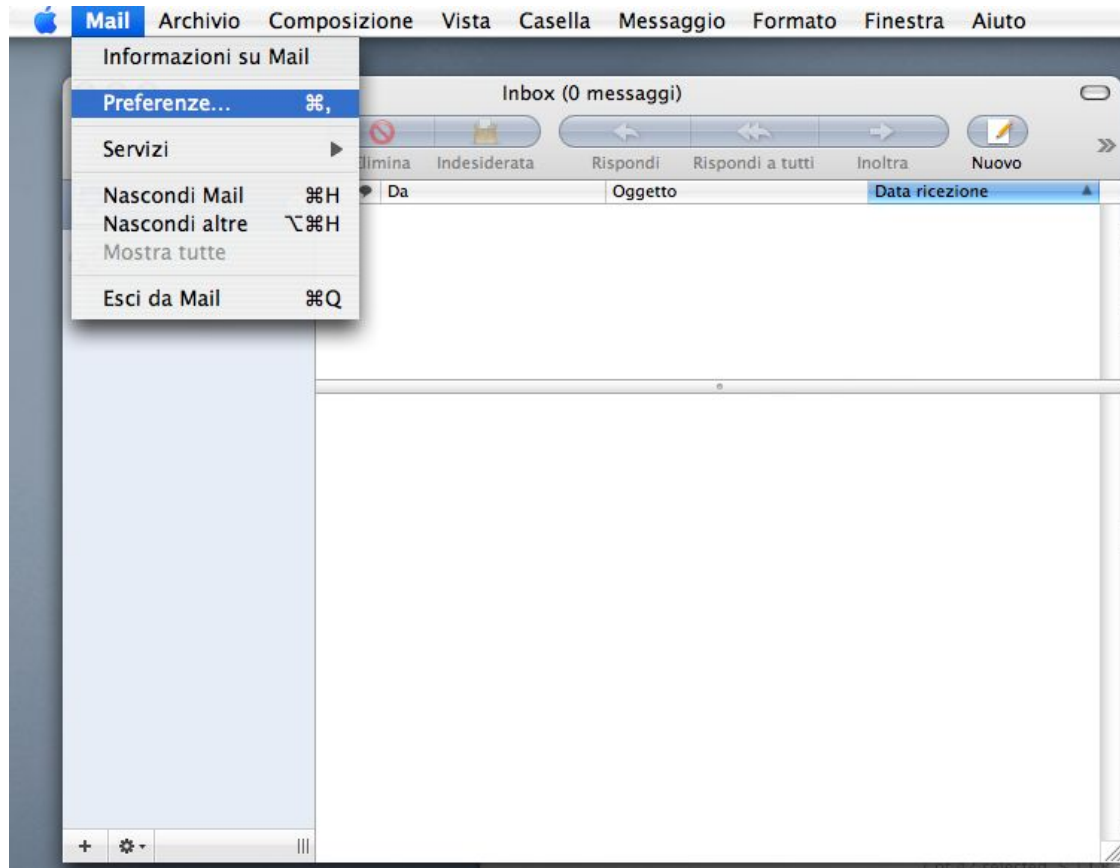 Mail Archivio Composizione Vista Casella Messaggio Formato Finestra Aiuto
Informazioni su Mail
Preferenze... ⌘,
Servizi
Nascondi Mail ⌘H
Nascondi altre ⌥⌘H
Mostra tutte
Esci da Mail ⌘Q
Inbox (0 messaggi)
Indesiderata Rispondi Rispondi a tutti Inoltra Nuovo
Da Oggetto Data ricezione